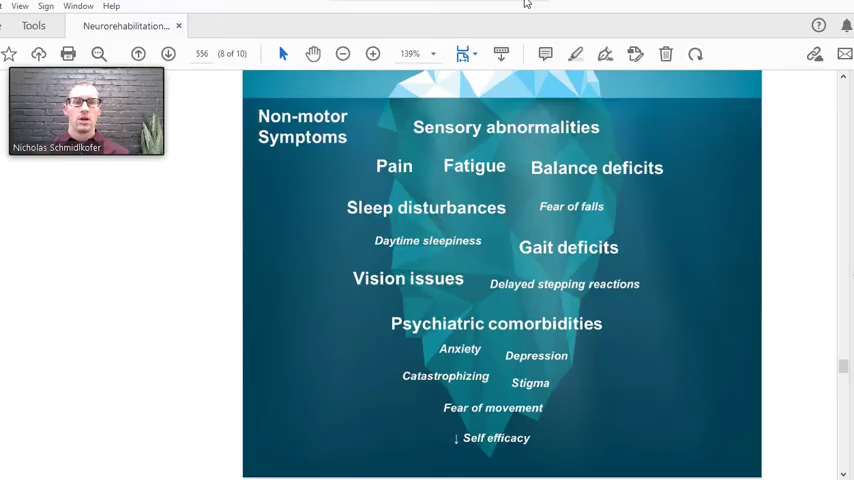 View Sign Window Help
Tools Neurorehabilitation... ×
556 (8 of 10) 139%
Nicholas Schmidlkofer
Non-motor
Symptoms
Sensory abnormalities
Pain Fatigue Balance deficits
Sleep disturbances Fear of falls
Daytime sleepiness Gait deficits
Vision issues Delayed stepping reactions
Psychiatric comorbidities
Anxiety Depression
Catastrophizing Stigma
Fear of movement
↓ Self efficacy